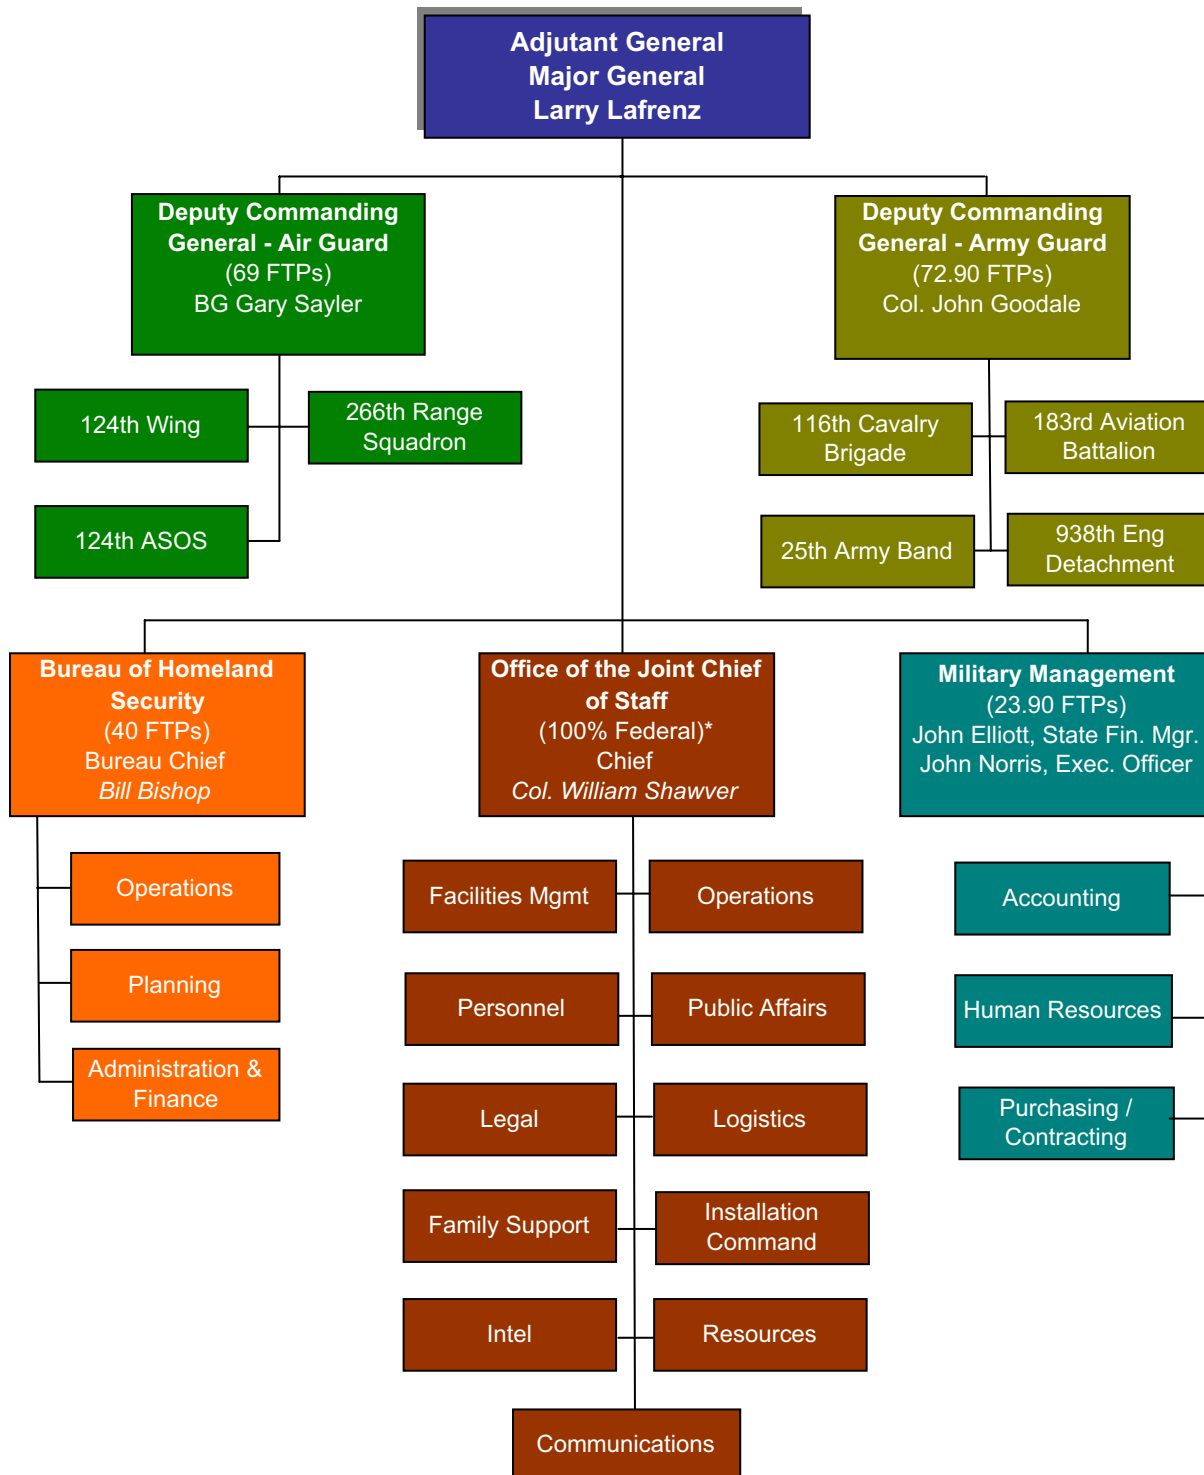 Adjutant General
Major General
Larry Lafrenz
Deputy Commanding
General - Air Guard
(69 FTPs)
BG Gary Sayler
Deputy Commanding
General - Army Guard
(72.90 FTPs)
Col. John Goodale
124th Wing
266th Range
Squadron
124th ASOS
116th Cavalry
Brigade
183rd Aviation
Battalion
25th Army Band
938th Eng
Detachment
Bureau of Homeland
Security
(40 FTPs)
Bureau Chief
Bill Bishop
Office of the Joint Chief
of Staff
(100% Federal)*
Chief
Col. William Shawver
Military Management
(23.90 FTPs)
John Elliott, State Fin. Mgr.
John Norris, Exec. Officer
Operations
Planning
Administration &
Finance
Facilities Mgmt
Operations
Personnel
Public Affairs
Legal
Logistics
Family Support
Installation
Command
Intel
Resources
Communications
Accounting
Human Resources
Purchasing /
Contracting